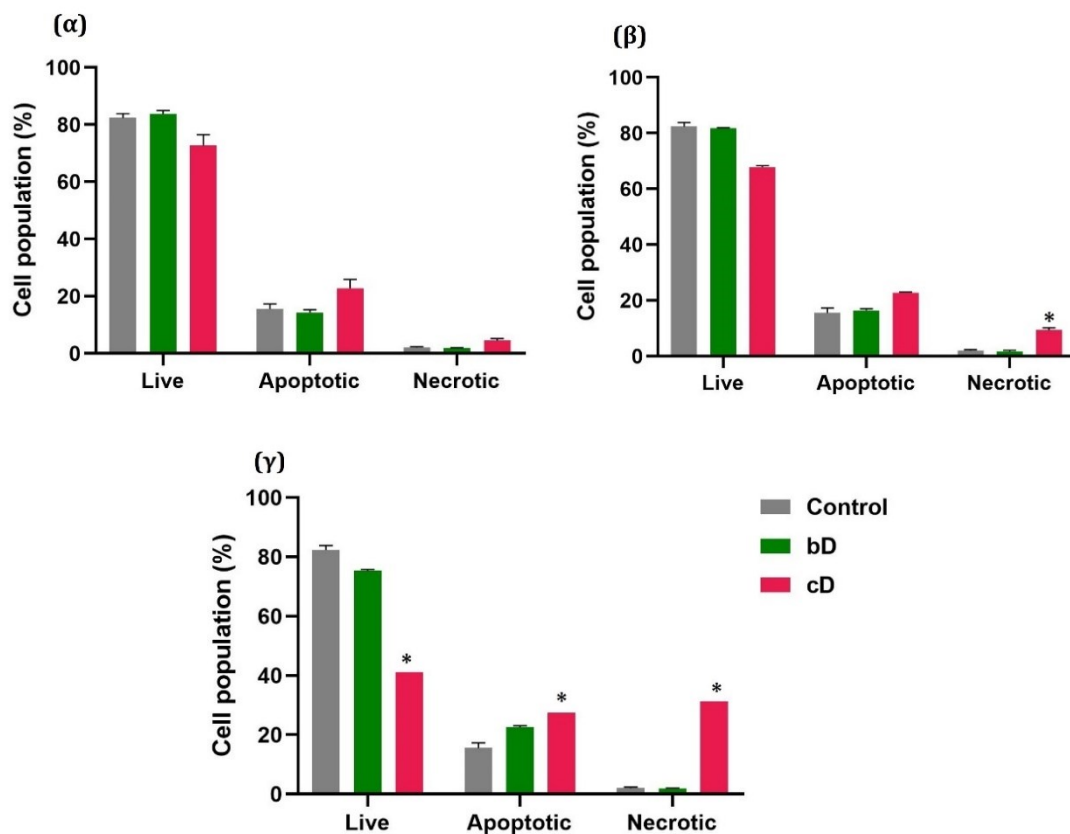 (α)
Cell population (%)
100
80
60
40
20
0
Live Apoptotic Necrotic
(β)
Cell population (%)
100
80
60
40
20
0
*
Live Apoptotic Necrotic
(γ)
Cell population (%)
100
80
60
40
20
0
* * *
Live Apoptotic Necrotic
Control
bD
cD